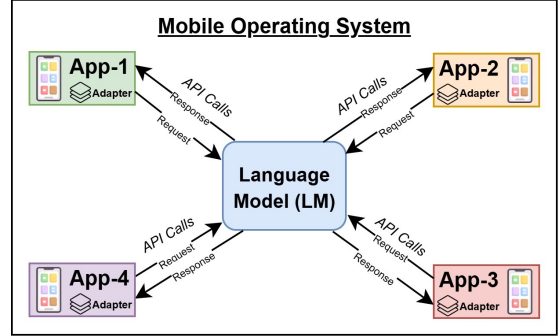 Mobile Operating System
App-1
Adapter
API Calls
Response
Request
App-2
Adapter
API Calls
Response
Request
Language
Model (LM)
App-4
Adapter
API Calls
Request
Response
App-3
Adapter
API Calls
Request
Response